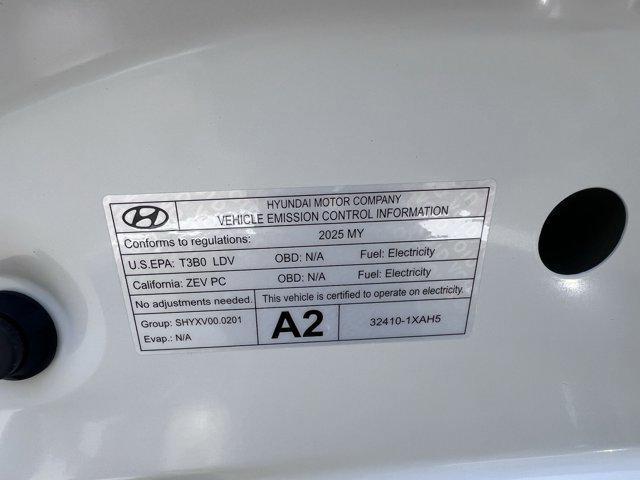 HYUNDAI MOTOR COMPANY
VEHICLE EMISSION CONTROL INFORMATION
Conforms to regulations: 2025 MY
U.S.EPA: T3B0 LDV OBD: N/A Fuel: Electricity
California: ZEV PC OBD: N/A Fuel: Electricity
No adjustments needed. This vehicle is certified to operate on electricity.
Group: SHYXV00.0201
Evap.: N/A
A2
32410-1XAH5